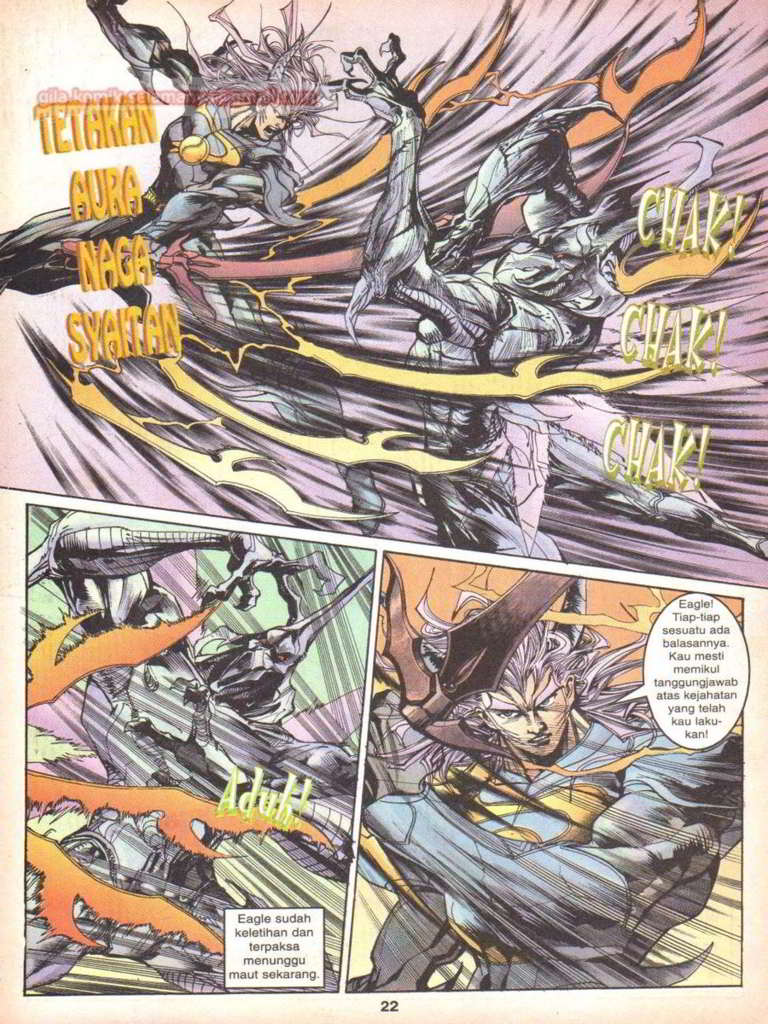 TETAKAN
AURA
NAGA
SYAITAN
CHAK!
CHAK!
CHAK!
Aduh!
Eagle sudah
keletihan dan
terpaksa
menunggu
maut sekarang.
Eagle!
Tiap-tiap
sesuatu ada
balasannya.
Kau mesti
memikul
tanggungjawab
atas kejahatan
yang telah
kau laku-
kan!
22